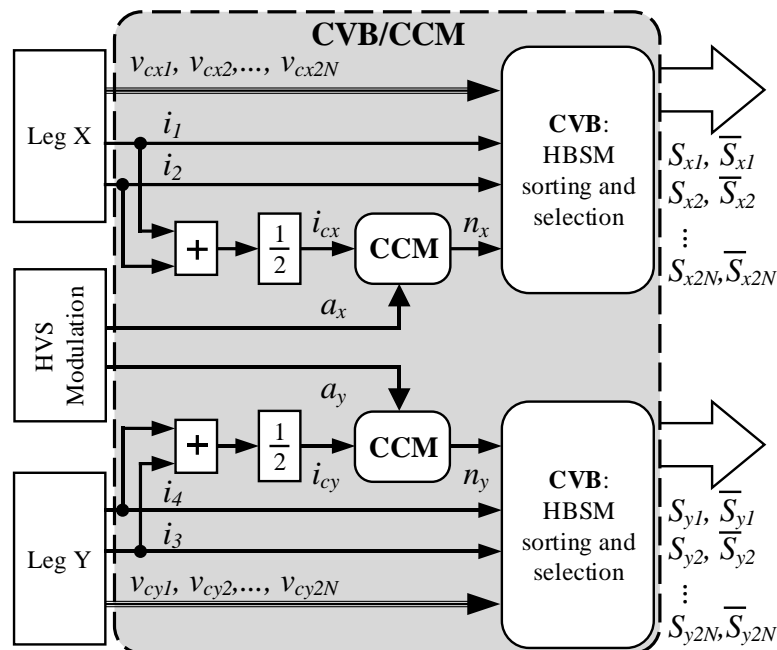 CVB/CCM
v_cx1, v_cx2,..., v_cx2N
Leg X
i_1
i_2
CVB:
HBSM
sorting and
selection
S_x1, S̅_x1
S_x2, S̅_x2
⋮
S_x2N, S̅_x2N
+
1
2
i_cx
CCM
n_x
HVS
Modulation
a_x
a_y
+
1
2
i_cy
CCM
n_y
Leg Y
i_4
i_3
v_cy1, v_cy2,..., v_cy2N
CVB:
HBSM
sorting and
selection
S_y1, S̅_y1
S_y2, S̅_y2
⋮
S_y2N, S̅_y2N